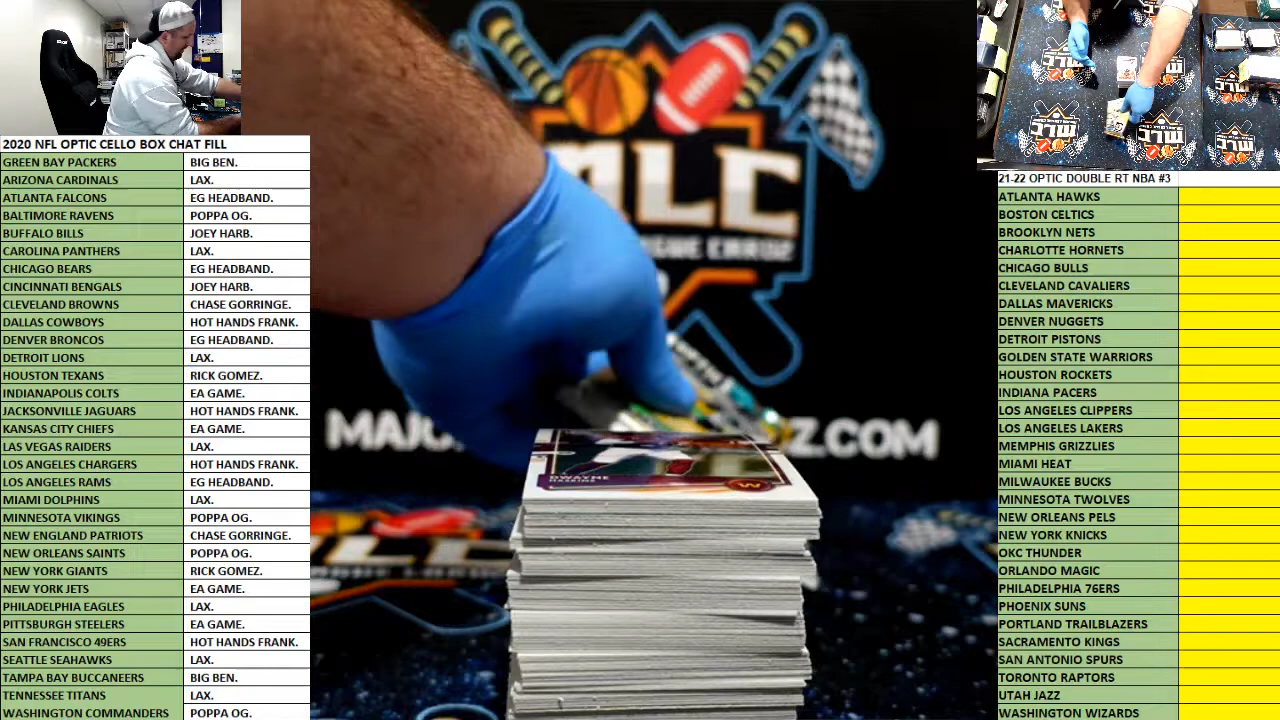 2020 NFL OPTIC CELLO BOX CHAT FILL
GREEN BAY PACKERS BIG BEN.
ARIZONA CARDINALS LAX.
ATLANTA FALCONS EG HEADBAND.
BALTIMORE RAVENS POPPA OG.
BUFFALO BILLS JOEY HARB.
CAROLINA PANTHERS LAX.
CHICAGO BEARS EG HEADBAND.
CINCINNATI BENGALS JOEY HARB.
CLEVELAND BROWNS CHASE GORRINGE.
DALLAS COWBOYS HOT HANDS FRANK.
DENVER BRONCOS EG HEADBAND.
DETROIT LIONS LAX.
HOUSTON TEXANS RICK GOMEZ.
INDIANAPOLIS COLTS EA GAME.
JACKSONVILLE JAGUARS HOT HANDS FRANK.
KANSAS CITY CHIEFS EA GAME.
LAS VEGAS RAIDERS LAX.
LOS ANGELES CHARGERS HOT HANDS FRANK.
LOS ANGELES RAMS EG HEADBAND.
MIAMI DOLPHINS LAX.
MINNESOTA VIKINGS POPPA OG.
NEW ENGLAND PATRIOTS CHASE GORRINGE.
NEW ORLEANS SAINTS POPPA OG.
NEW YORK GIANTS RICK GOMEZ.
NEW YORK JETS EA GAME.
PHILADELPHIA EAGLES LAX.
PITTSBURGH STEELERS EA GAME.
SAN FRANCISCO 49ERS HOT HANDS FRANK.
SEATTLE SEAHAWKS LAX.
TAMPA BAY BUCCANEERS BIG BEN.
TENNESSEE TITANS LAX.
WASHINGTON COMMANDERS POPPA OG.
MLC
Z.COM
DWAYNE
HASKINS
W
MLC
21-22 OPTIC DOUBLE RT NBA #3
ATLANTA HAWKS
BOSTON CELTICS
BROOKLYN NETS
CHARLOTTE HORNETS
CHICAGO BULLS
CLEVELAND CAVALIERS
DALLAS MAVERICKS
DENVER NUGGETS
DETROIT PISTONS
GOLDEN STATE WARRIORS
HOUSTON ROCKETS
INDIANA PACERS
LOS ANGELES CLIPPERS
LOS ANGELES LAKERS
MEMPHIS GRIZZLIES
MIAMI HEAT
MILWAUKEE BUCKS
MINNESOTA TWOLVES
NEW ORLEANS PELS
NEW YORK KNICKS
OKC THUNDER
ORLANDO MAGIC
PHILADELPHIA 76ERS
PHOENIX SUNS
PORTLAND TRAILBLAZERS
SACRAMENTO KINGS
SAN ANTONIO SPURS
TORONTO RAPTORS
UTAH JAZZ
WASHINGTON WIZARDS